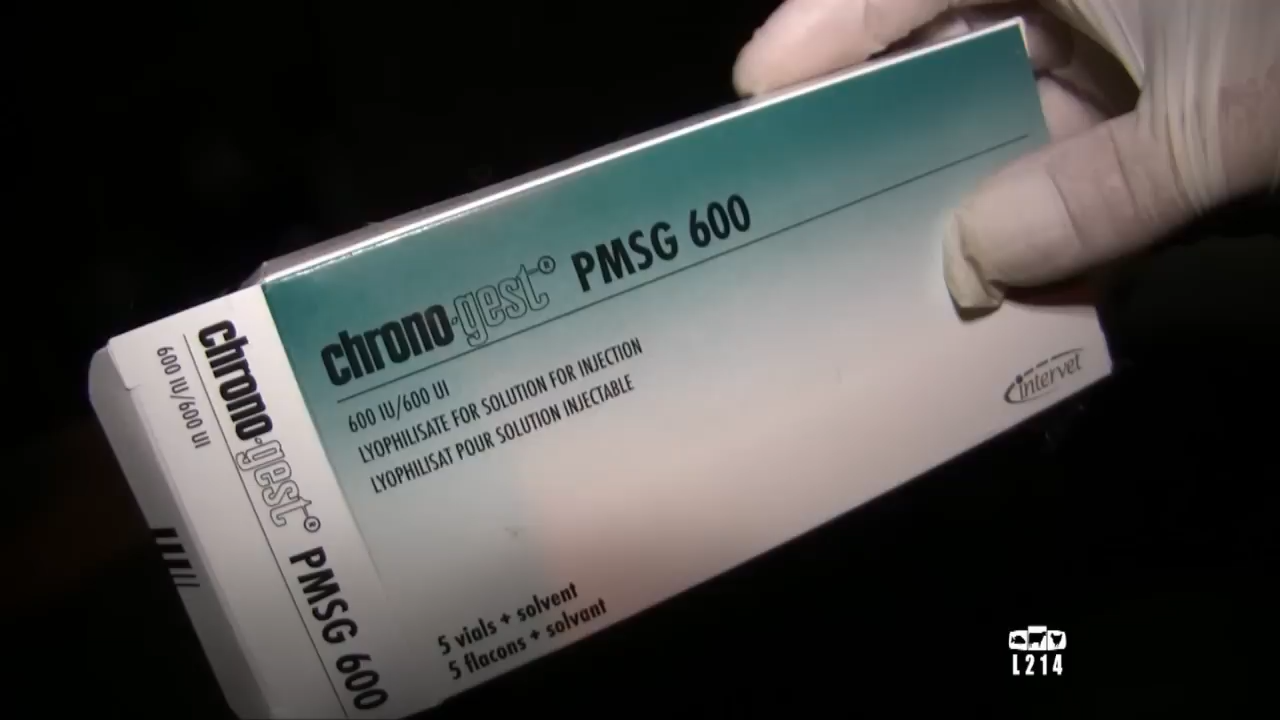 chrono-gest® PMSG 600
600 IU/600 UI
LYOPHILISATE FOR SOLUTION FOR INJECTION
LYOPHILISAT POUR SOLUTION INJECTABLE
5 vials + solvent
5 flacons + solvant
Intervet
chrono-gest® PMSG 600
600 IU/600 UI
L214